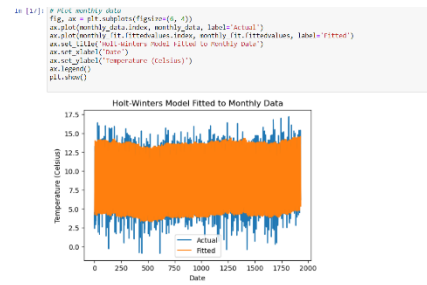 In [17]: # Plot monthly data
fig, ax = plt.subplots(figsize=(6, 4))
ax.plot(monthly_data.index, monthly_data, label='Actual')
ax.plot(monthly_fit.fittedvalues.index, monthly_fit.fittedvalues, label='Fitted')
ax.set_title('Holt-Winters Model Fitted to Monthly Data')
ax.set_xlabel('Date')
ax.set_ylabel('Temperature (Celsius)')
ax.legend()
plt.show()
Holt-Winters Model Fitted to Monthly Data
17.5
15.0
12.5
10.0
7.5
5.0
2.5
0.0
Temperature (Celsius)
Actual
Fitted
0 250 500 750 1000 1250 1500 1750 2000
Date